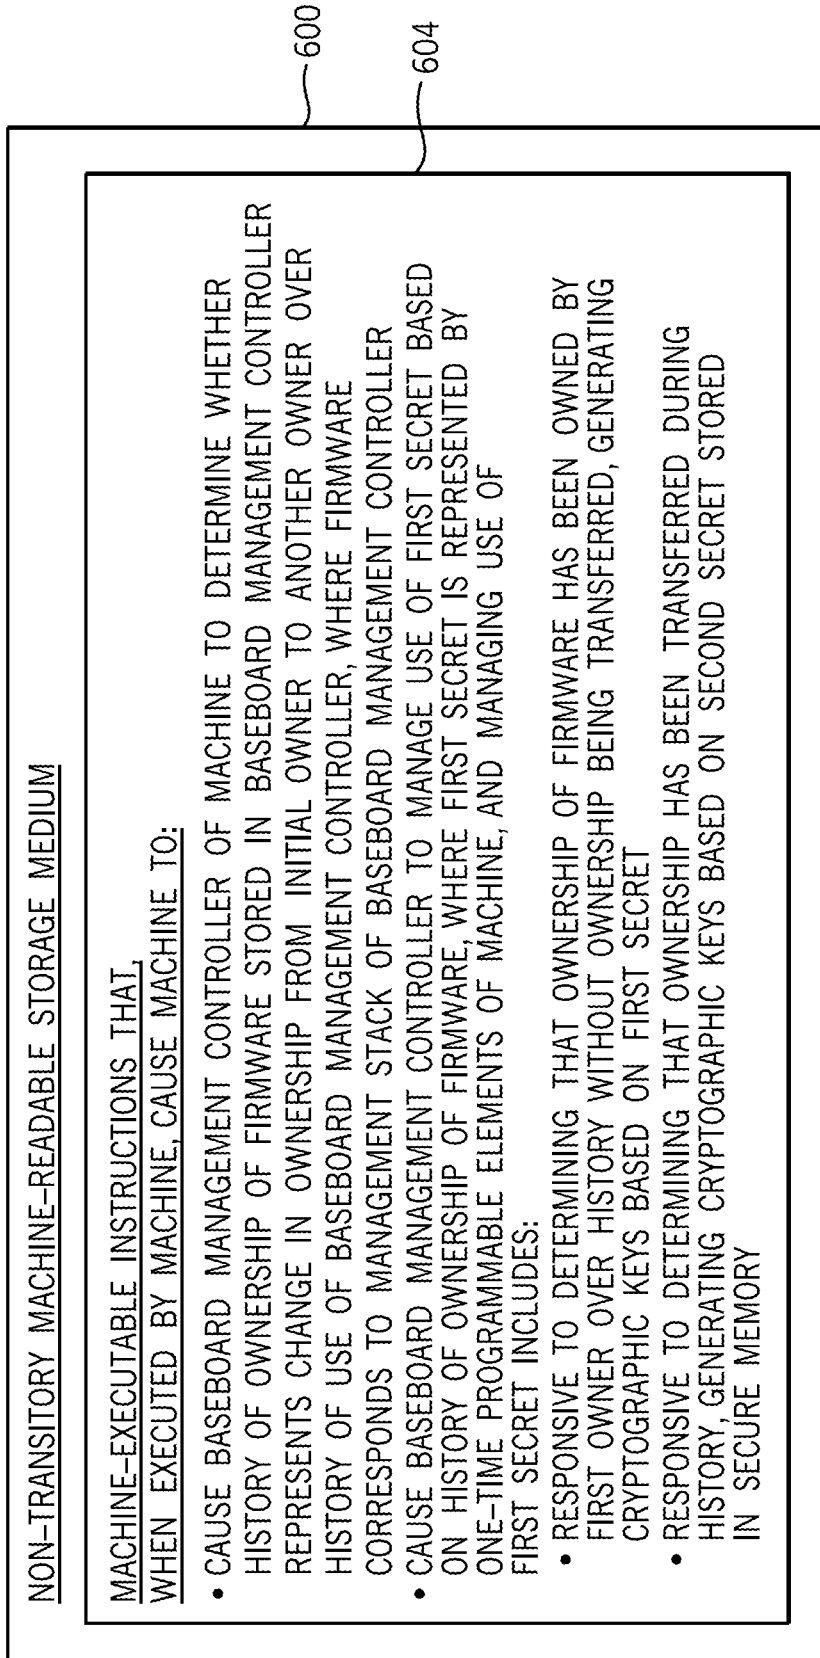 NON-TRANSITORY MACHINE-READABLE STORAGE MEDIUM
MACHINE-EXECUTABLE INSTRUCTIONS THAT,
WHEN EXECUTED BY MACHINE, CAUSE MACHINE TO:
• CAUSE BASEBOARD MANAGEMENT CONTROLLER OF MACHINE TO DETERMINE WHETHER
HISTORY OF OWNERSHIP OF FIRMWARE STORED IN BASEBOARD MANAGEMENT CONTROLLER
REPRESENTS CHANGE IN OWNERSHIP FROM INITIAL OWNER TO ANOTHER OWNER OVER
HISTORY OF USE OF BASEBOARD MANAGEMENT CONTROLLER, WHERE FIRMWARE
CORRESPONDS TO MANAGEMENT STACK OF BASEBOARD MANAGEMENT CONTROLLER
• CAUSE BASEBOARD MANAGEMENT CONTROLLER TO MANAGE USE OF FIRST SECRET BASED
ON HISTORY OF OWNERSHIP OF FIRMWARE, WHERE FIRST SECRET IS REPRESENTED BY
ONE-TIME PROGRAMMABLE ELEMENTS OF MACHINE, AND MANAGING USE OF
FIRST SECRET INCLUDES:
• RESPONSIVE TO DETERMINING THAT OWNERSHIP OF FIRMWARE HAS BEEN OWNED BY
FIRST OWNER OVER HISTORY WITHOUT OWNERSHIP BEING TRANSFERRED, GENERATING
CRYPTOGRAPHIC KEYS BASED ON FIRST SECRET
• RESPONSIVE TO DETERMINING THAT OWNERSHIP HAS BEEN TRANSFERRED DURING
HISTORY, GENERATING CRYPTOGRAPHIC KEYS BASED ON SECOND SECRET STORED
IN SECURE MEMORY
600
604